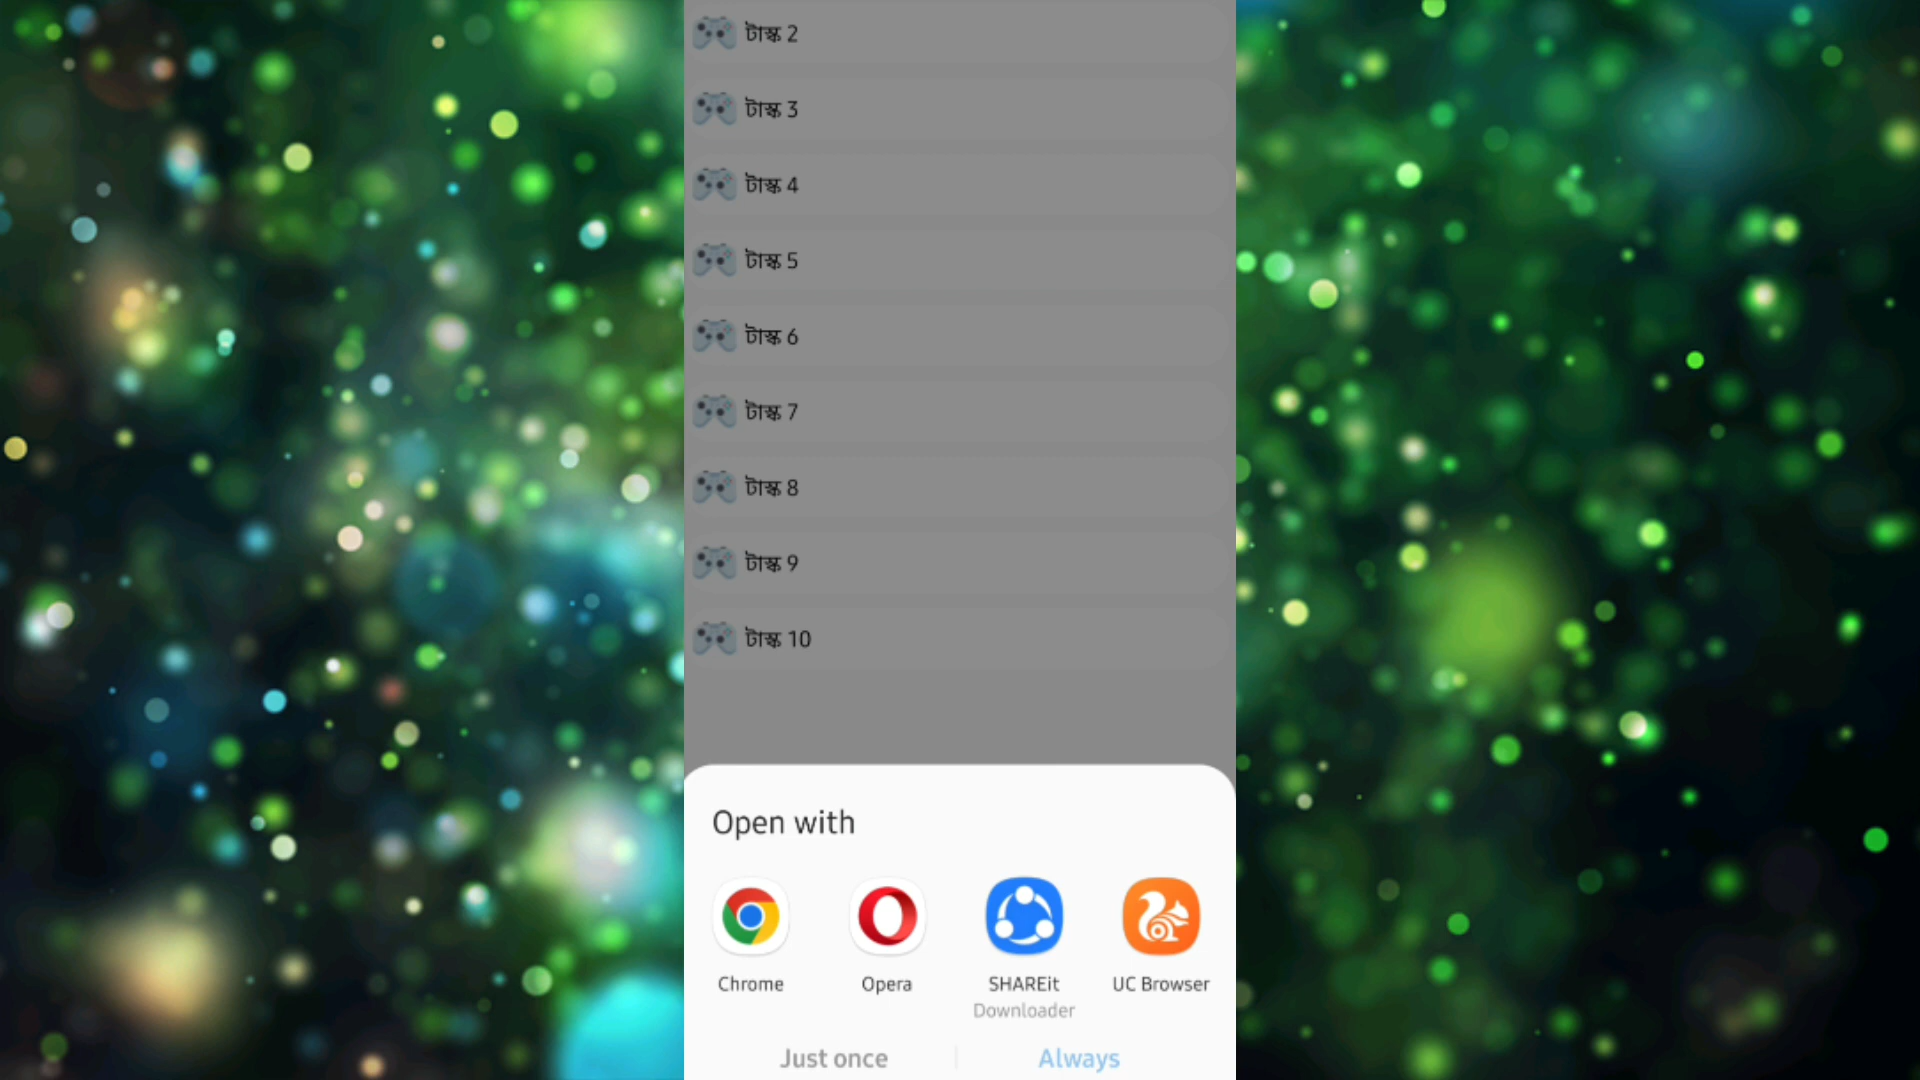 টাস্ক 2
টাস্ক 3
টাস্ক 4
টাস্ক 5
টাস্ক 6
টাস্ক 7
টাস্ক 8
টাস্ক 9
টাস্ক 10
Open with
Chrome Opera SHAREit UC Browser
Downloader
Just once Always